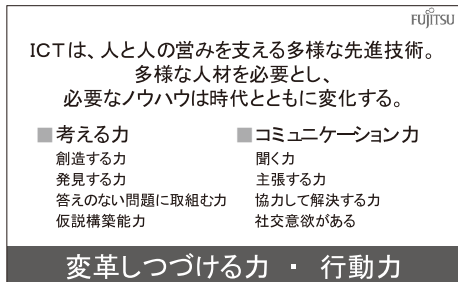 FUJITSU
ICTは、人と人の営みを支える多様な先進技術。
多様な人材を必要とし、
必要なノウハウは時代とともに変化する。
■考える力
創造する力
発見する力
答えのない問題に取組む力
仮説構築能力
■コミュニケーション力
聞く力
主張する力
協力して解決する力
社交意欲がある
変革しつづける力 ・ 行動力